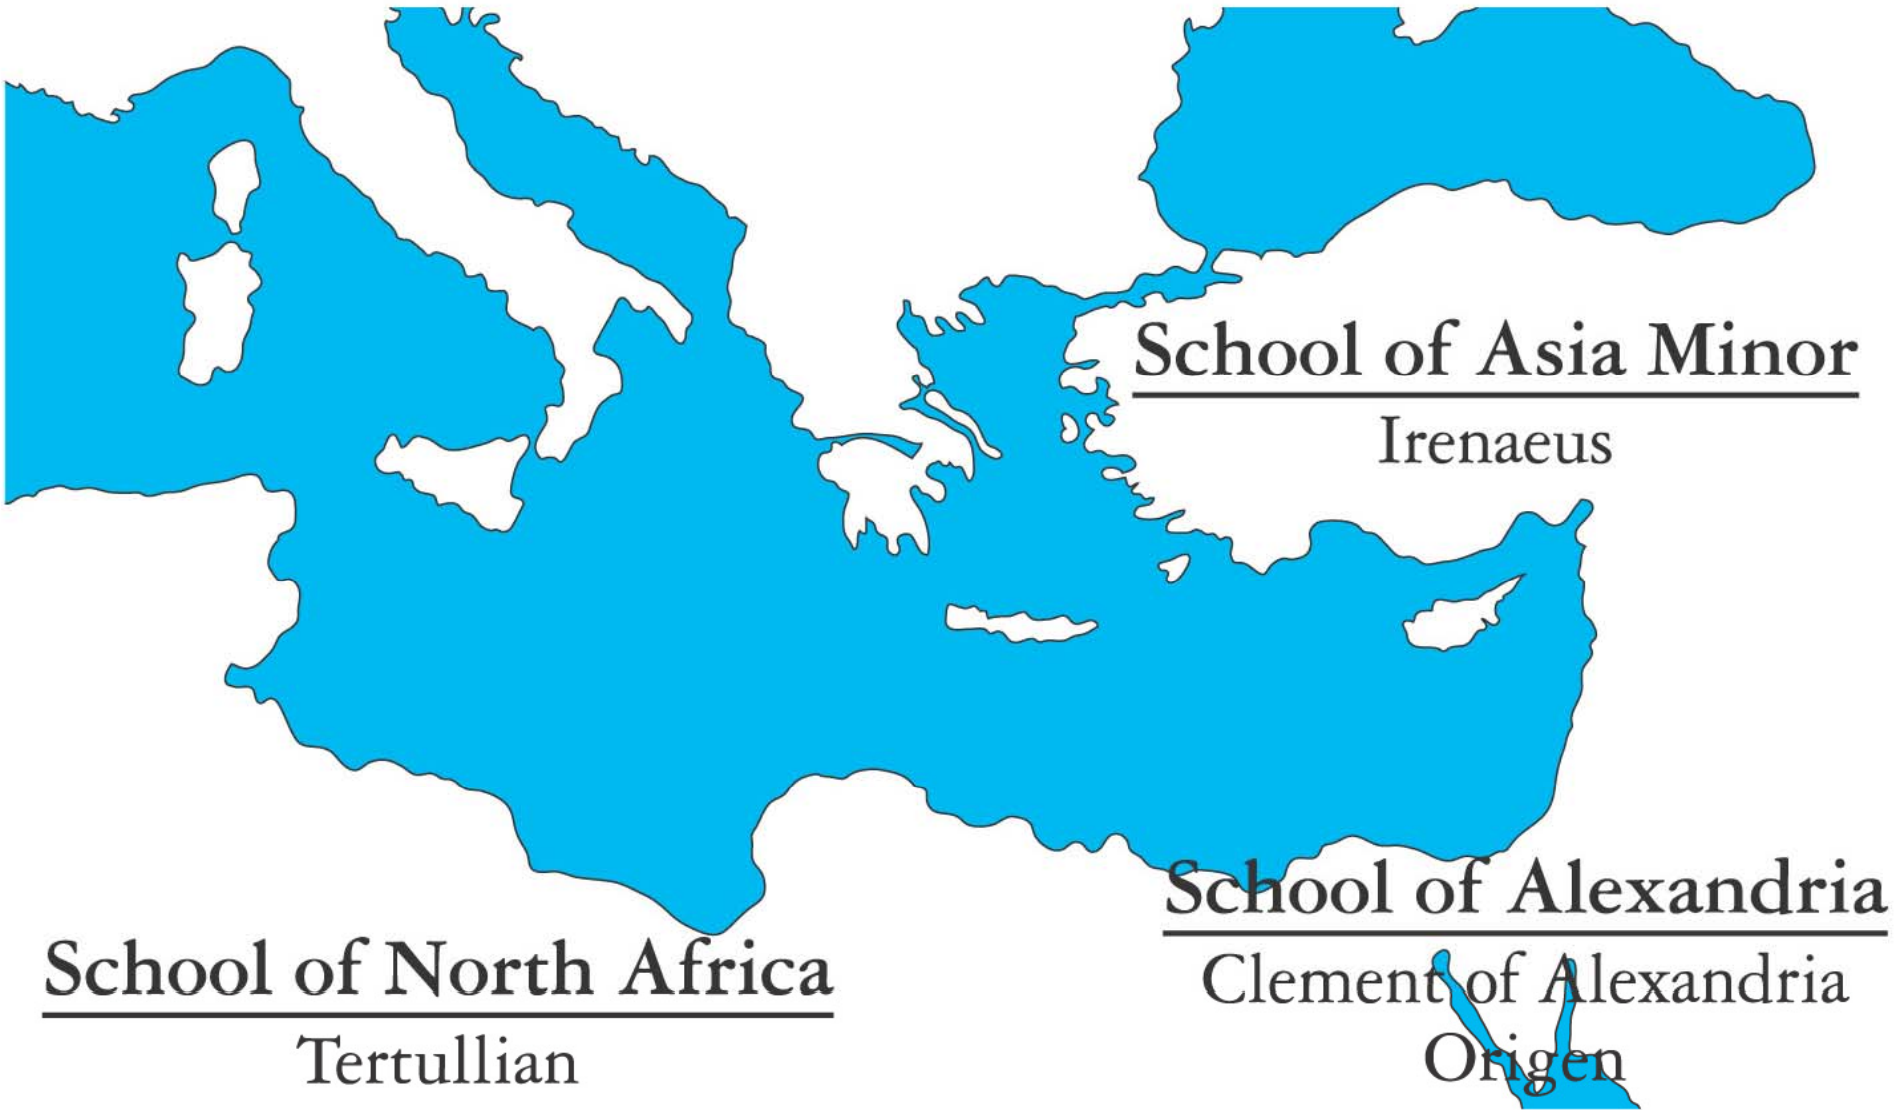 School of Asia Minor
Irenaeus
School of Alexandria
Clement of Alexandria
Origen
School of North Africa
Tertullian